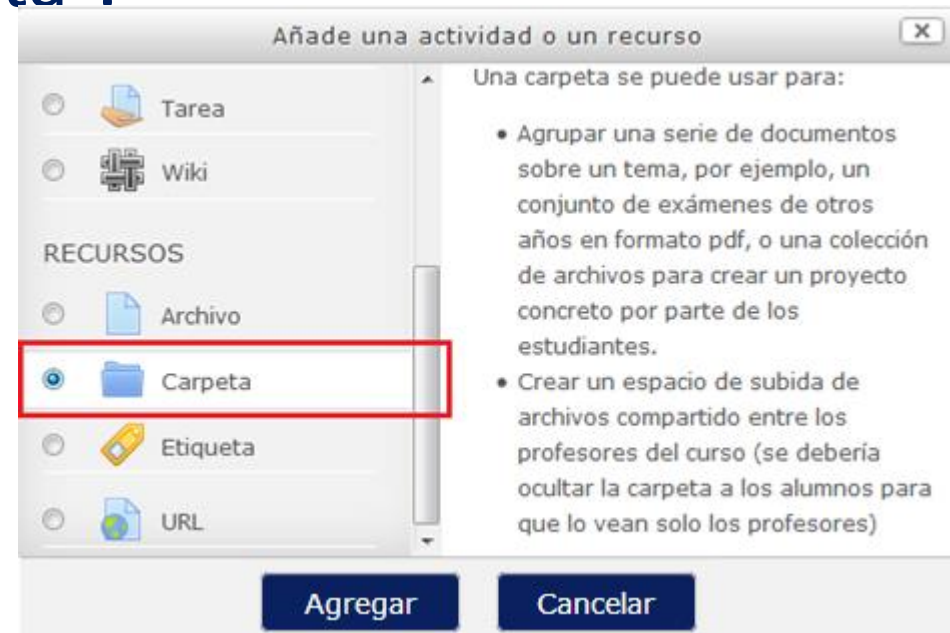 Añade una actividad o un recurso
x
Tarea
Wiki
RECURSOS
Archivo
Carpeta
Etiqueta
URL
Una carpeta se puede usar para:
• Agrupar una serie de documentos
sobre un tema, por ejemplo, un
conjunto de exámenes de otros
años en formato pdf, o una colección
de archivos para crear un proyecto
concreto por parte de los
estudiantes.
• Crear un espacio de subida de
archivos compartido entre los
profesores del curso (se debería
ocultar la carpeta a los alumnos para
que lo vean solo los profesores)
Agregar
Cancelar